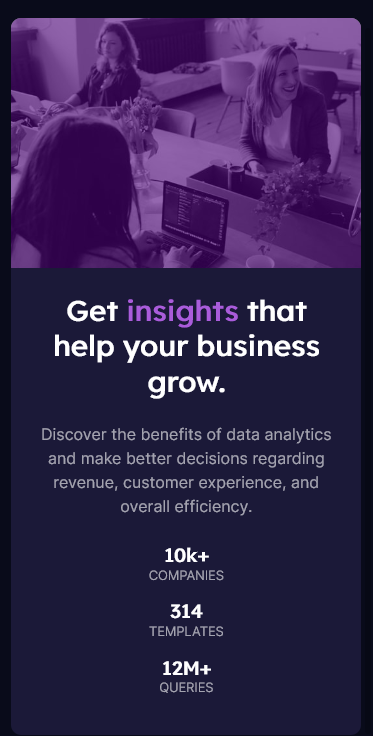 Get insights that
help your business
grow.
Discover the benefits of data analytics
and make better decisions regarding
revenue, customer experience, and
overall efficiency.
10k+
COMPANIES
314
TEMPLATES
12M+
QUERIES